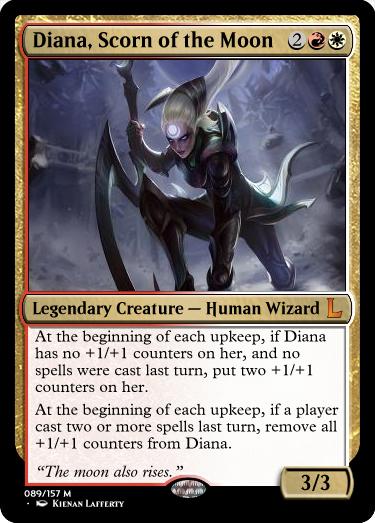 Diana, Scorn of the Moon 2
Legendary Creature — Human Wizard L
At the beginning of each upkeep, if Diana
has no +1/+1 counters on her, and no
spells were cast last turn, put two +1/+1
counters on her.
At the beginning of each upkeep, if a player
cast two or more spells last turn, remove all
+1/+1 counters from Diana.
“The moon also rises.”
3/3
089/157 M
· Kienan Lafferty